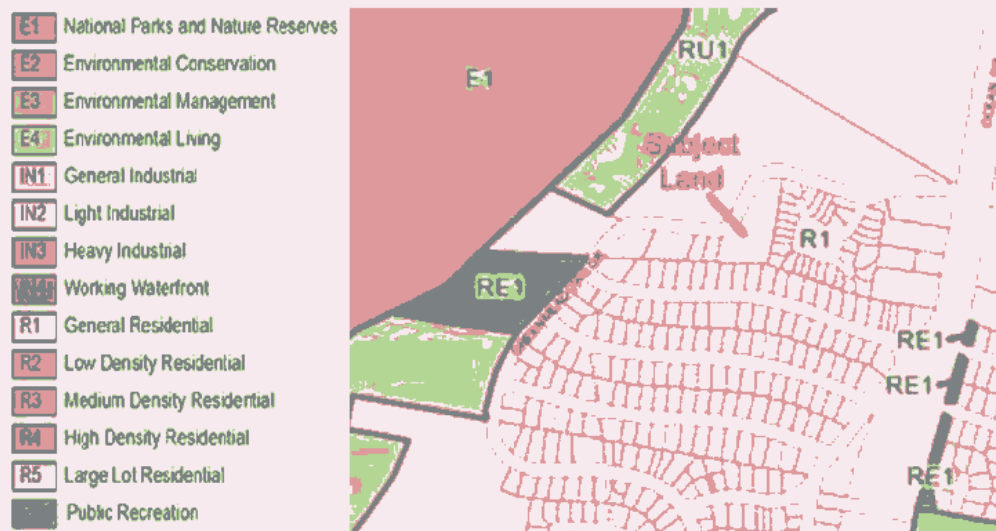 E1 National Parks and Nature Reserves
E2 Environmental Conservation
E3 Environmental Management
E4 Environmental Living
IN1 General Industrial
IN2 Light Industrial
IN3 Heavy Industrial
Working Waterfront
R1 General Residential
R2 Low Density Residential
R3 Medium Density Residential
R4 High Density Residential
R5 Large Lot Residential
Public Recreation
E1
RU1
Subject
Land
R1
RE1
RE1
RE1
RE1